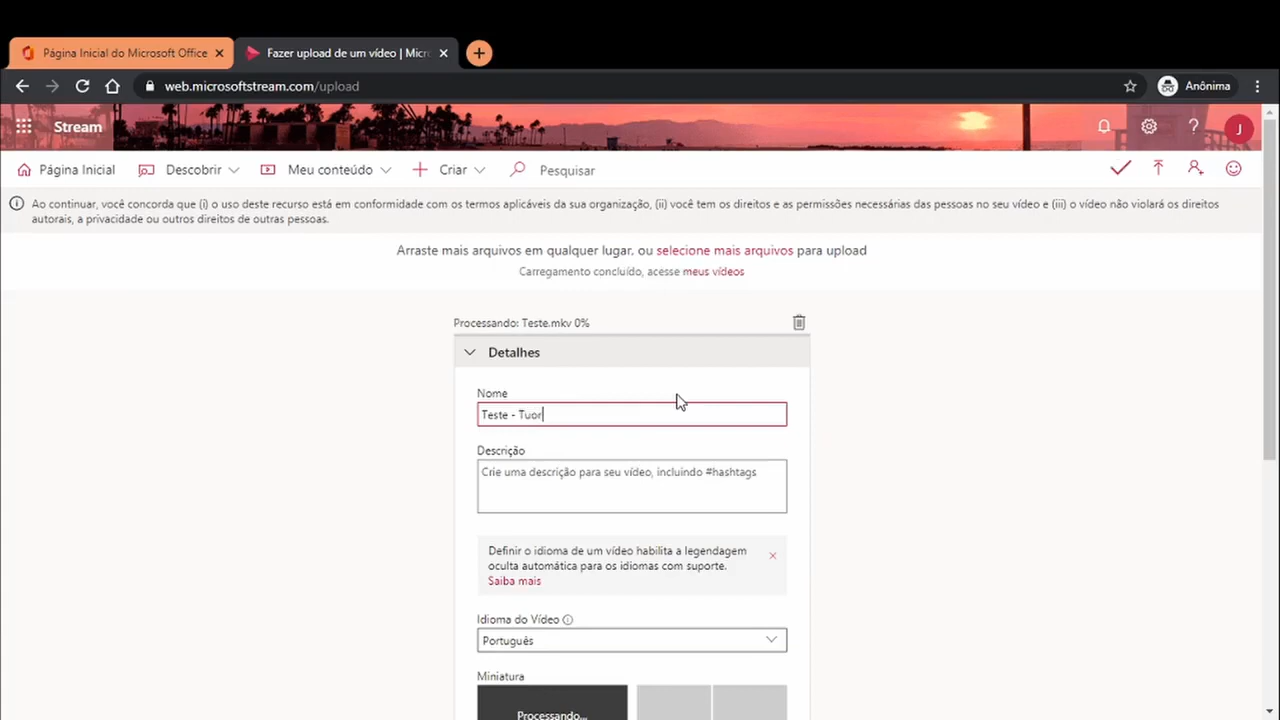 Página Inicial do Microsoft Office
Fazer upload de um vídeo | Micr
web.microsoftstream.com/upload
Anônima
Stream
J
Página Inicial
Descobrir
Meu conteúdo
Criar
Pesquisar
Ao continuar, você concorda que (i) o uso deste recurso está em conformidade com os termos aplicáveis da sua organização, (ii) você tem os direitos e as permissões necessárias das pessoas no seu vídeo e (iii) o vídeo não violará os direitos
autorais, a privacidade ou outros direitos de outras pessoas.
Arraste mais arquivos em qualquer lugar, ou selecione mais arquivos para upload
Carregamento concluído, acesse meus vídeos
Processando: Teste.mkv 0%
Detalhes
Nome
Teste - Tuor
Descrição
Crie uma descrição para seu vídeo, incluindo #hashtags
Definir o idioma de um vídeo habilita a legendagem
oculta automática para os idiomas com suporte.
Saiba mais
Idioma do Vídeo
Português
Miniatura
Processando...